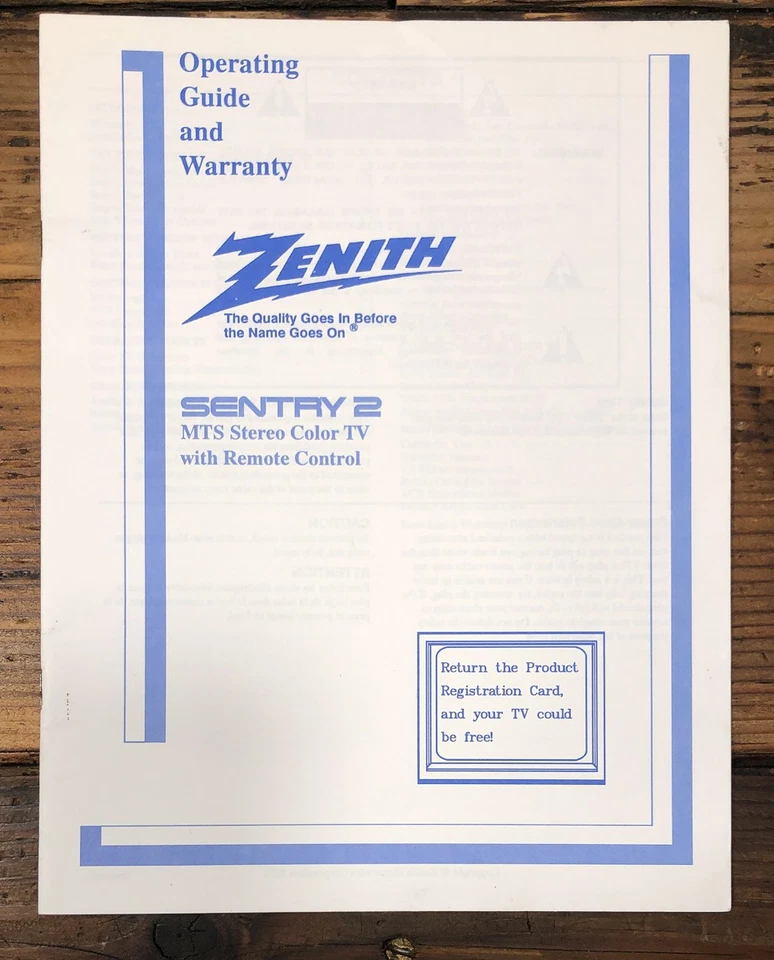 Operating
Guide
and
Warranty
ZENITH
The Quality Goes In Before
the Name Goes On ®
SENTRY 2
MTS Stereo Color TV
with Remote Control
Return the Product
Registration Card,
and your TV could
be free!